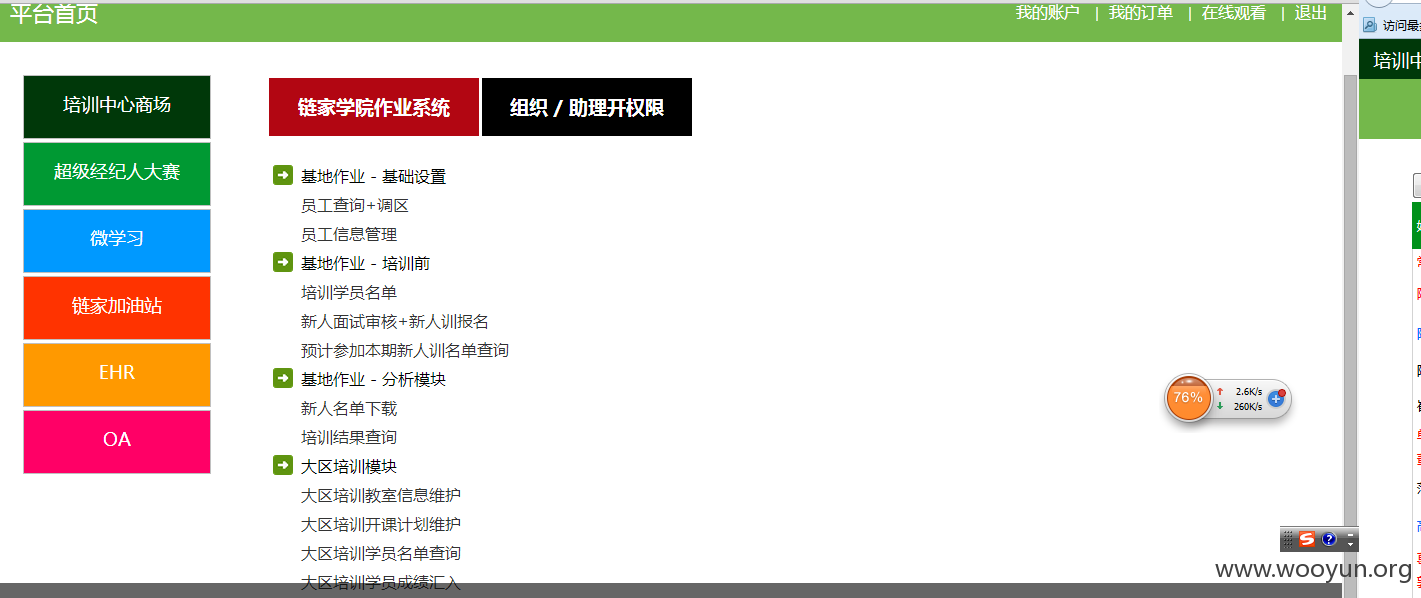 平台首页
我的账户 | 我的订单 | 在线观看 | 退出
访问最
培训中
培训中心商场
超级经纪人大赛
微学习
链家加油站
EHR
OA
链家学院作业系统
组织 / 助理开权限
基地作业 - 基础设置
员工查询+调区
员工信息管理
基地作业 - 培训前
培训学员名单
新人面试审核+新人训报名
预计参加本期新人训名单查询
基地作业 - 分析模块
新人名单下载
培训结果查询
大区培训模块
大区培训教室信息维护
大区培训开课计划维护
大区培训学员名单查询
大区培训学员成绩汇入
76%
2.6K/s
260K/s
www.wooyun.org